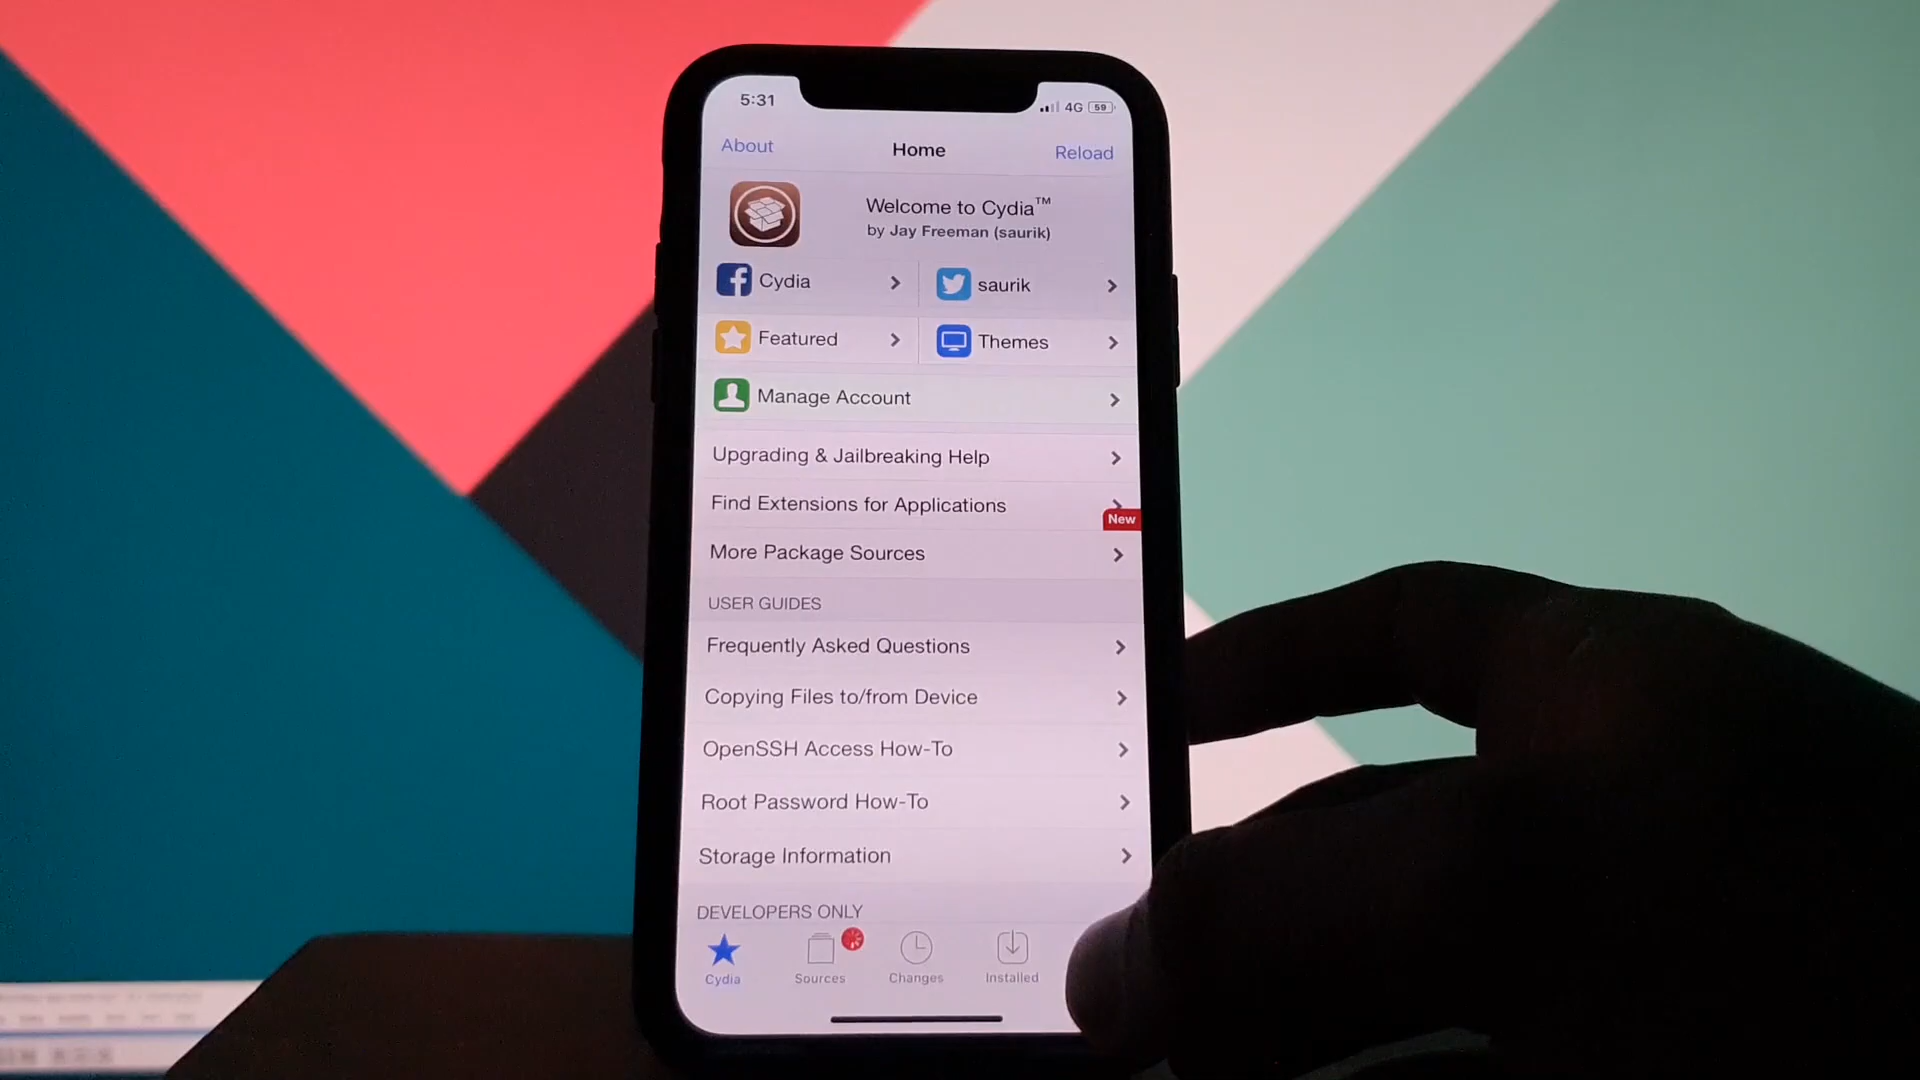 5:31
4G 59
About
Home
Reload
Welcome to Cydia™
by Jay Freeman (saurik)
Cydia
saurik
Featured
Themes
Manage Account
Upgrading & Jailbreaking Help
Find Extensions for Applications
New
More Package Sources
USER GUIDES
Frequently Asked Questions
Copying Files to/from Device
OpenSSH Access How-To
Root Password How-To
Storage Information
DEVELOPERS ONLY
Cydia
Sources
Changes
Installed